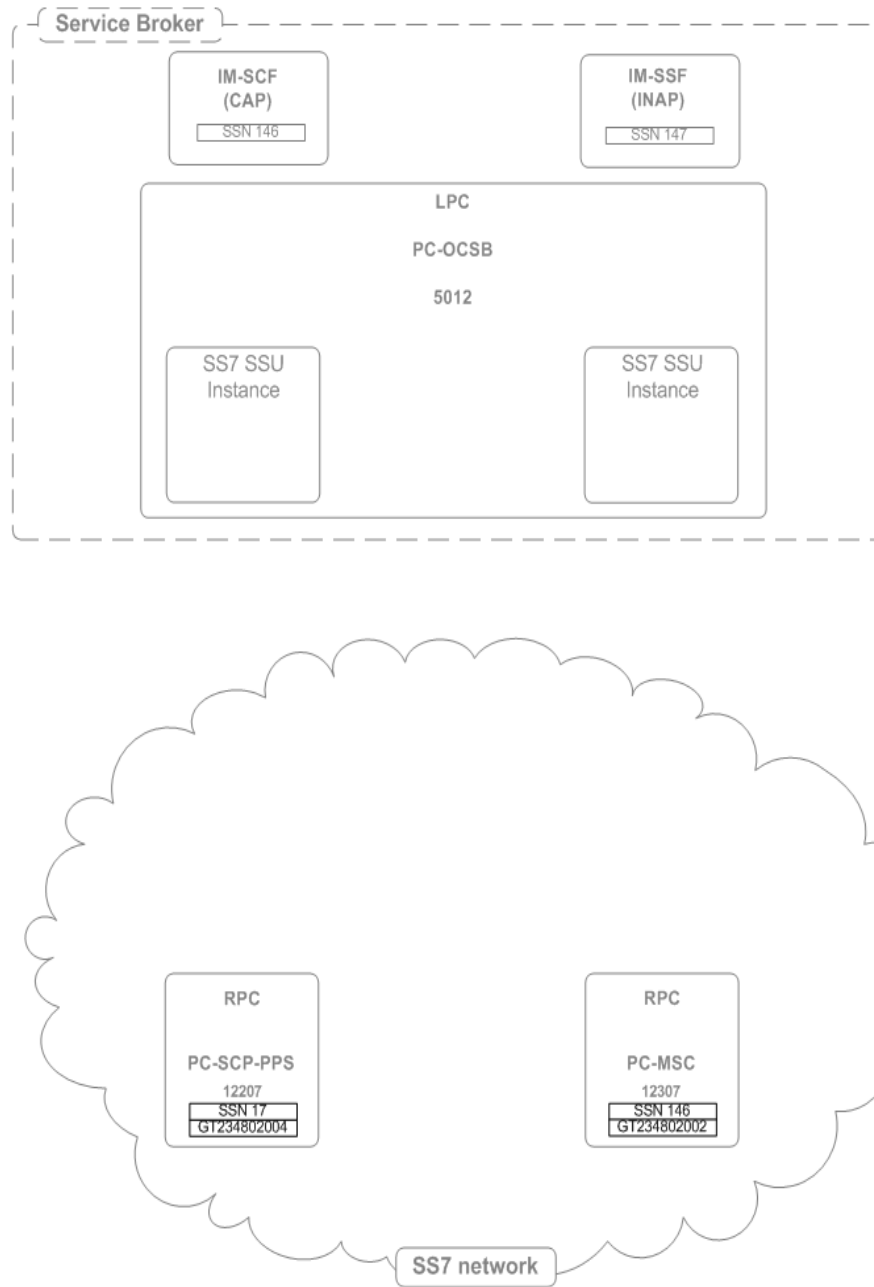 Service Broker
IM-SCF
(CAP)
SSN 146
IM-SSF
(INAP)
SSN 147
LPC
PC-OCSB
5012
SS7 SSU
Instance
SS7 SSU
Instance
RPC
PC-SCP-PPS
12207
SSN 17
GT234802004
RPC
PC-MSC
12307
SSN 146
GT234802002
SS7 network